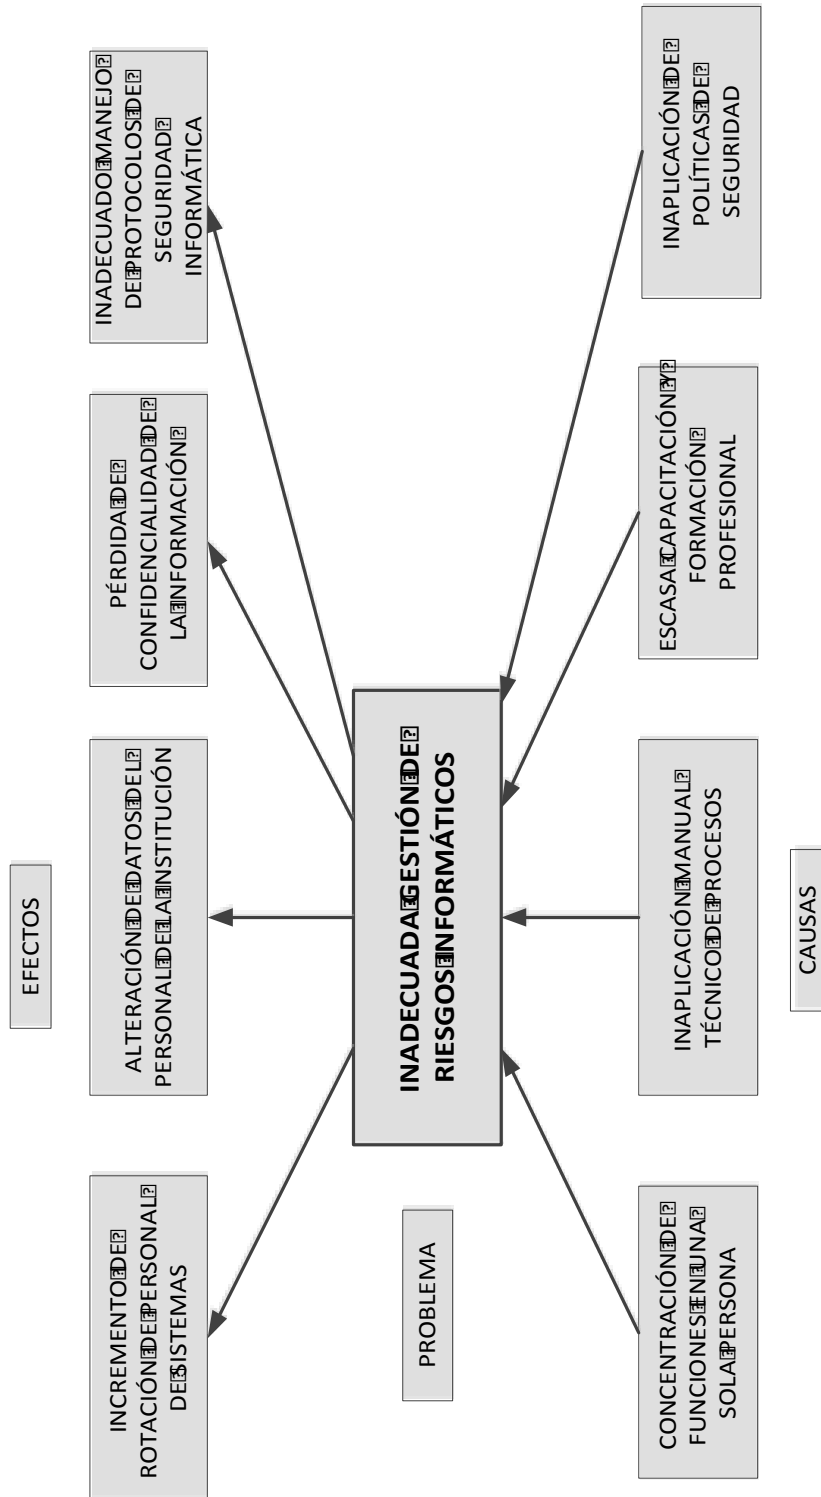 EFECTOS
INCREMENTO DE
ROTACIÓN DE PERSONAL
DE SISTEMAS
ALTERACIÓN DE DATOS DEL
PERSONAL DE LA INSTITUCIÓN
PÉRDIDA DE
CONFIDENCIALIDAD DE
LA INFORMACIÓN
INADECUADO MANEJO
DE PROTOCOLOS DE
SEGURIDAD
INFORMÁTICA
PROBLEMA
INADECUADA GESTIÓN DE
RIESGOS INFORMÁTICOS
CONCENTRACIÓN DE
FUNCIONES EN UNA
SOLA PERSONA
INAPLICACIÓN MANUAL
TÉCNICO DE PROCESOS
ESCASA CAPACITACIÓN Y
FORMACIÓN
PROFESIONAL
INAPLICACIÓN DE
POLÍTICAS DE
SEGURIDAD
CAUSAS